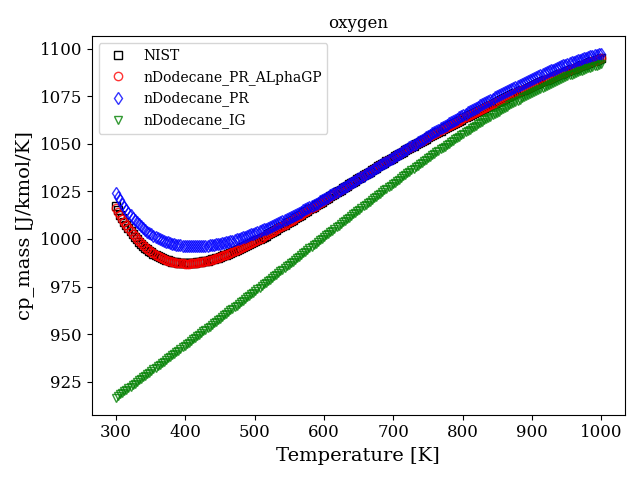 oxygen
NIST
nDodecane_PR_ALphaGP
nDodecane_PR
nDodecane_IG
cp_mass [J/kmol/K]
1100
1075
1050
1025
1000
975
950
925
300 400 500 600 700 800 900 1000
Temperature [K]